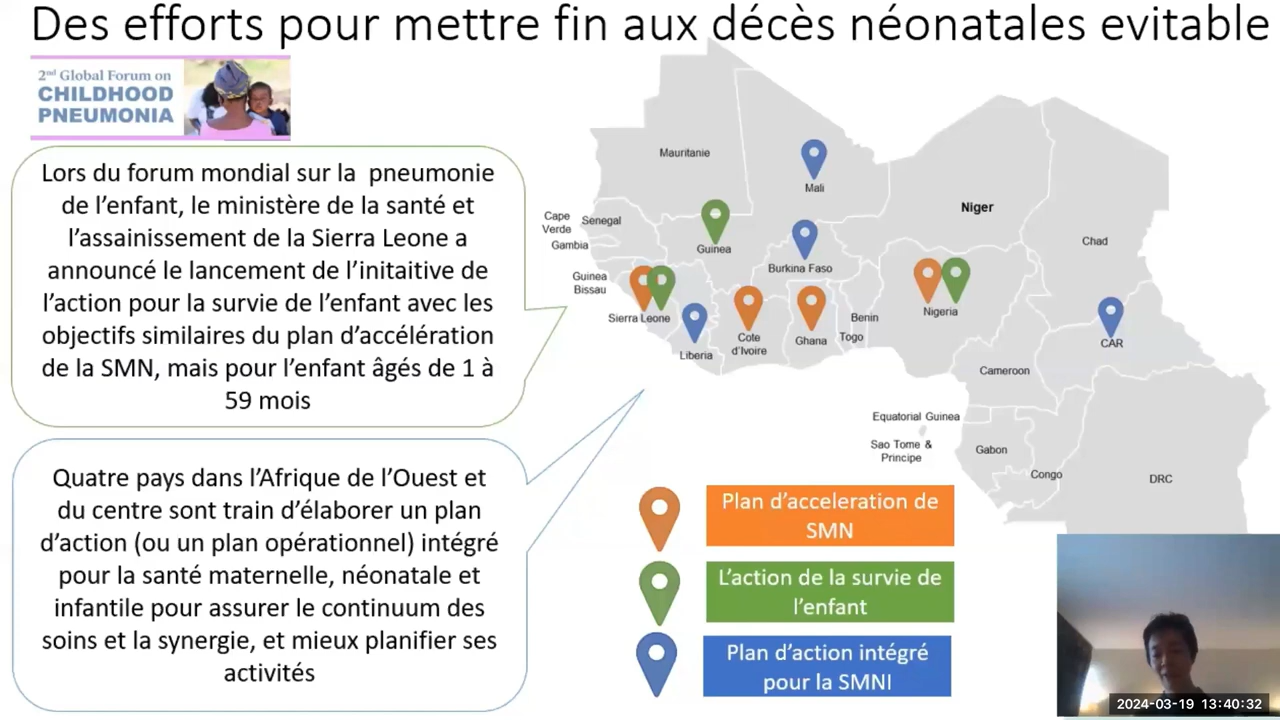 Des efforts pour mettre fin aux décès néonatales evitable
2nd Global Forum on
CHILDHOOD
PNEUMONIA
Lors du forum mondial sur la pneumonie
de l’enfant, le ministère de la santé et
l’assainissement de la Sierra Leone a
announcé le lancement de l’initaitive de
l’action pour la survie de l’enfant avec les
objectifs similaires du plan d’accélération
de la SMN, mais pour l’enfant âgés de 1 à
59 mois
Quatre pays dans l’Afrique de l’Ouest et
du centre sont train d’élaborer un plan
d’action (ou un plan opérationnel) intégré
pour la santé maternelle, néonatale et
infantile pour assurer le continuum des
soins et la synergie, et mieux planifier ses
activités
Mauritanie
Mali
Niger
Chad
Cape
Verde
Senegal
Gambia
Guinea
Burkina Faso
Guinea
Bissau
Sierra Leone
Liberia
Cote
d’Ivoire
Ghana
Togo
Benin
Nigeria
CAR
Cameroon
Equatorial Guinea
Sao Tome &
Principe
Gabon
Congo
DRC
Plan d’acceleration de
SMN
L’action de la survie de
l’enfant
Plan d’action intégré
pour la SMNI
2024-03-19 13:40:32